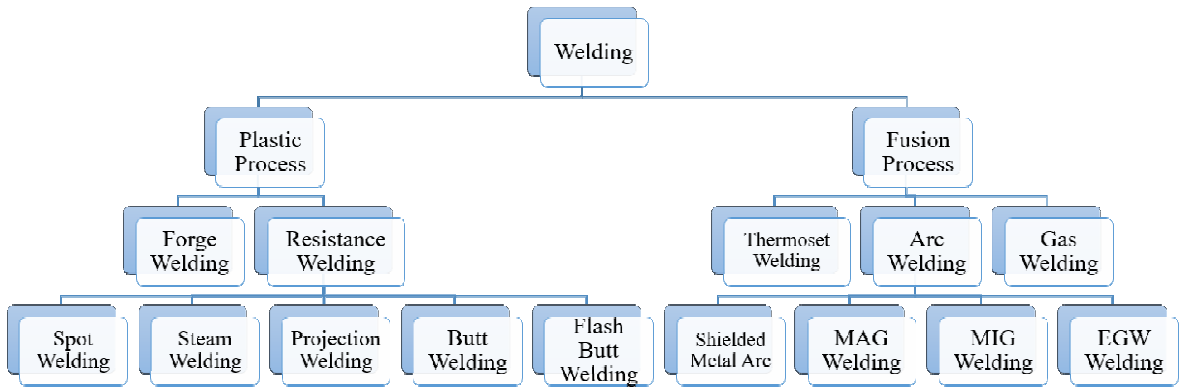 Welding
Plastic
Process
Fusion
Process
Forge
Welding
Resistance
Welding
Thermoset
Welding
Arc
Welding
Gas
Welding
Spot
Welding
Steam
Welding
Projection
Welding
Butt
Welding
Flash
Butt
Welding
Shielded
Metal Arc
MAG
Welding
MIG
Welding
EGW
Welding